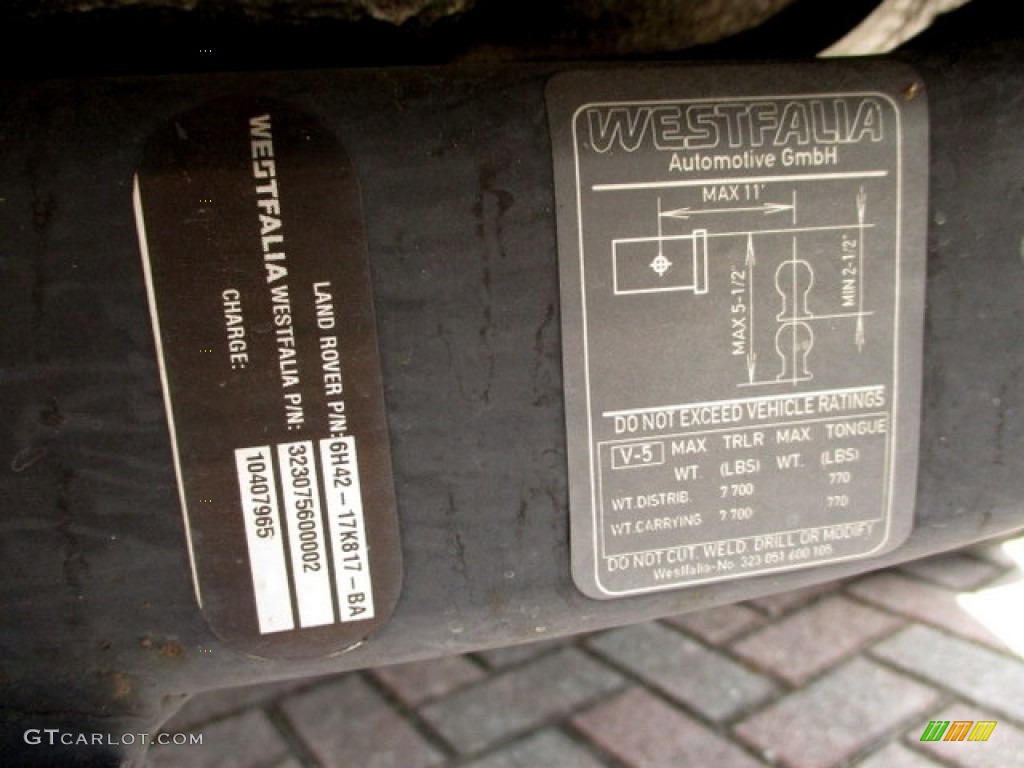 WESTFALIA
LAND ROVER P/N: 6H42-17K817-BA
WESTFALIA P/N: 323075600002
CHARGE: 10407965
WESTFALIA
Automotive GmbH
MAX 11'
MAX 5-1/2"
MIN 2-1/2"
DO NOT EXCEED VEHICLE RATINGS
V-5 MAX TRLR MAX TONGUE
WT. (LBS) WT. (LBS)
WT.DISTRIB. 7 700 770
WT.CARRYING 7 700 770
DO NOT CUT, WELD, DRILL OR MODIFY
Westfalia-No. 323 051 600 105
GTCARLOT.COM